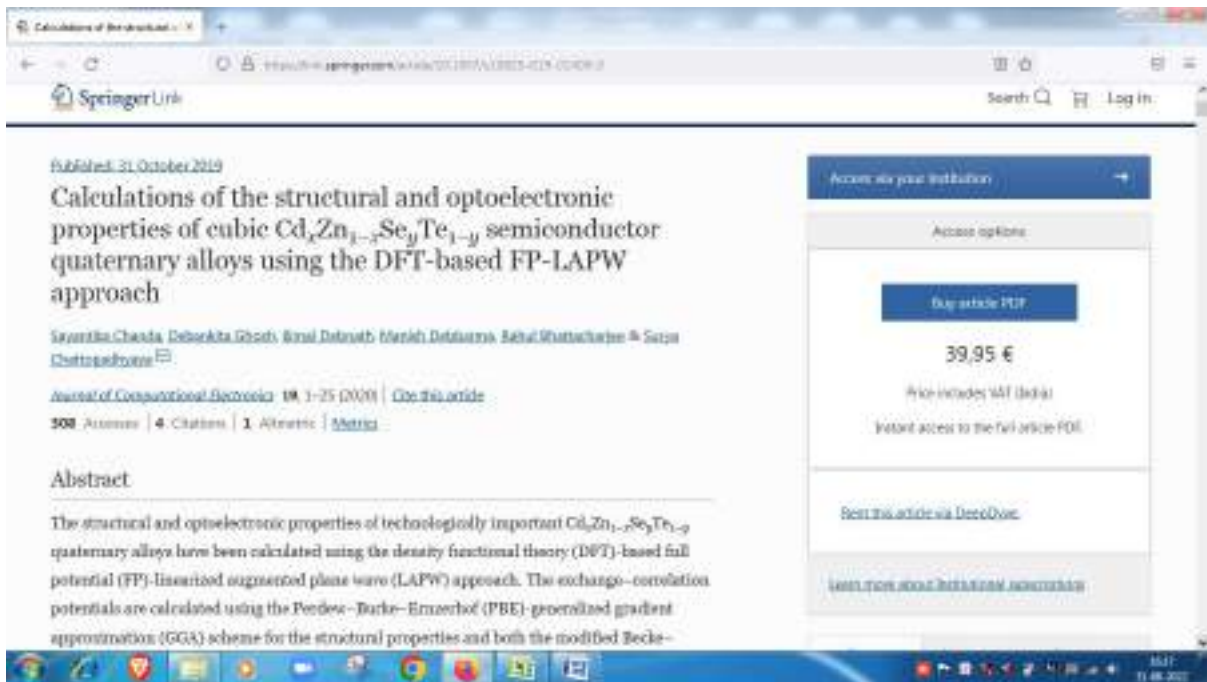 Calculations of the structural -
SpringerLink
Search
Log in
Published: 31 October 2019
Calculations of the structural and optoelectronic
properties of cubic CdₓZn₁₋ₓSeᵧTe₁₋ᵧ semiconductor
quaternary alloys using the DFT-based FP-LAPW
approach
Sayantika Chanda, Debankita Ghosh, Bimal Debnath, Manish Debbarma, Rahul Bhattacharjee & Surya
Chattopadhyaya
Journal of Computational Electronics 19, 1–25 (2020) | Cite this article
308 Accesses | 4 Citations | 1 Altmetric | Metrics
Abstract
The structural and optoelectronic properties of technologically important CdₓZn₁₋ₓSeᵧTe₁₋ᵧ
quaternary alloys have been calculated using the density functional theory (DFT)-based full
potential (FP)-linearized augmented plane wave (LAPW) approach. The exchange–correlation
potentials are calculated using the Perdew–Burke–Ernzerhof (PBE)-generalized gradient
approximation (GGA) scheme for the structural properties and both the modified Becke–
Access via your institution →
Access options
Buy article PDF
39,95 €
Price includes VAT (India)
Instant access to the full article PDF.
Rent this article via DeepDyve.
Learn more about Institutional subscriptions